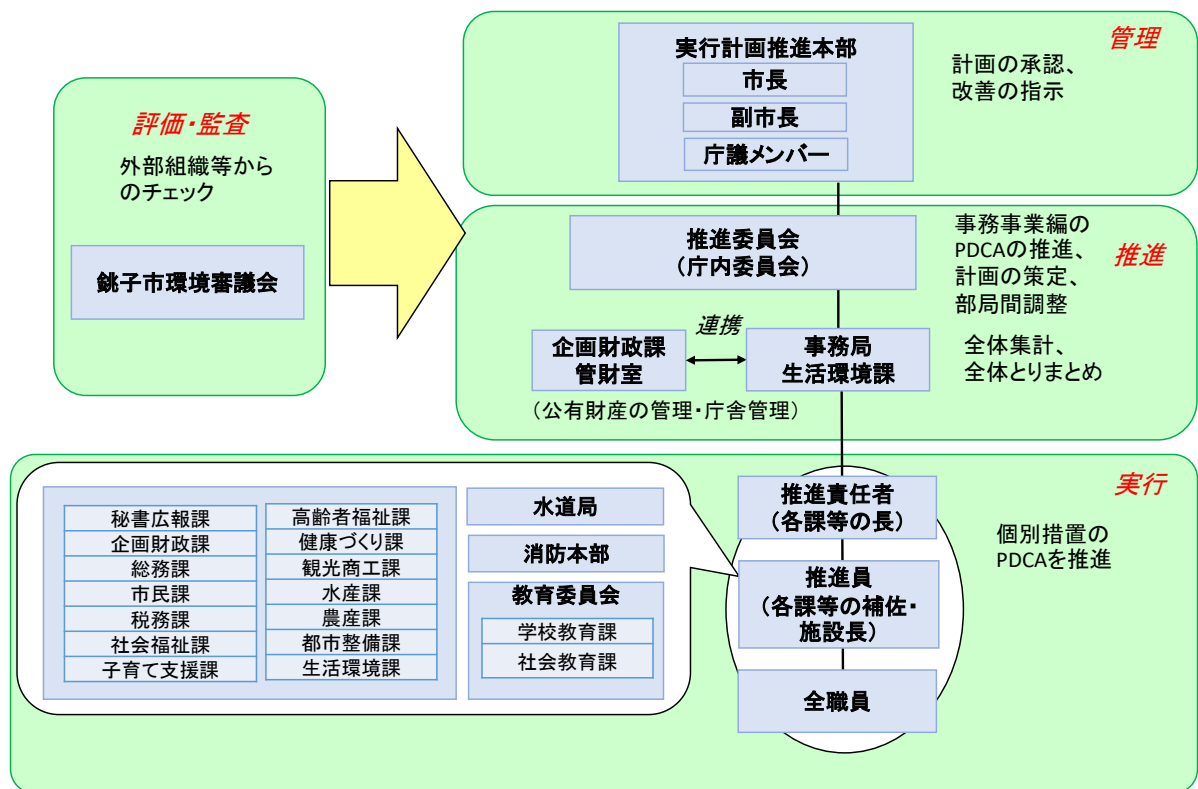 管理
実行計画推進本部
市長
副市長
庁議メンバー
計画の承認、
改善の指示
評価・監査
外部組織等から
のチェック
銚子市環境審議会
推進
推進委員会
（庁内委員会）
事務事業編の
PDCAの推進、
計画の策定、
部局間調整
企画財政課
管財室
連携
事務局
生活環境課
全体集計、
全体とりまとめ
（公有財産の管理・庁舎管理）
実行
秘書広報課
企画財政課
総務課
市民課
税務課
社会福祉課
子育て支援課
高齢者福祉課
健康づくり課
観光商工課
水産課
農産課
都市整備課
生活環境課
水道局
消防本部
教育委員会
学校教育課
社会教育課
推進責任者
（各課等の長）
推進員
（各課等の補佐・
施設長）
全職員
個別措置の
PDCAを推進